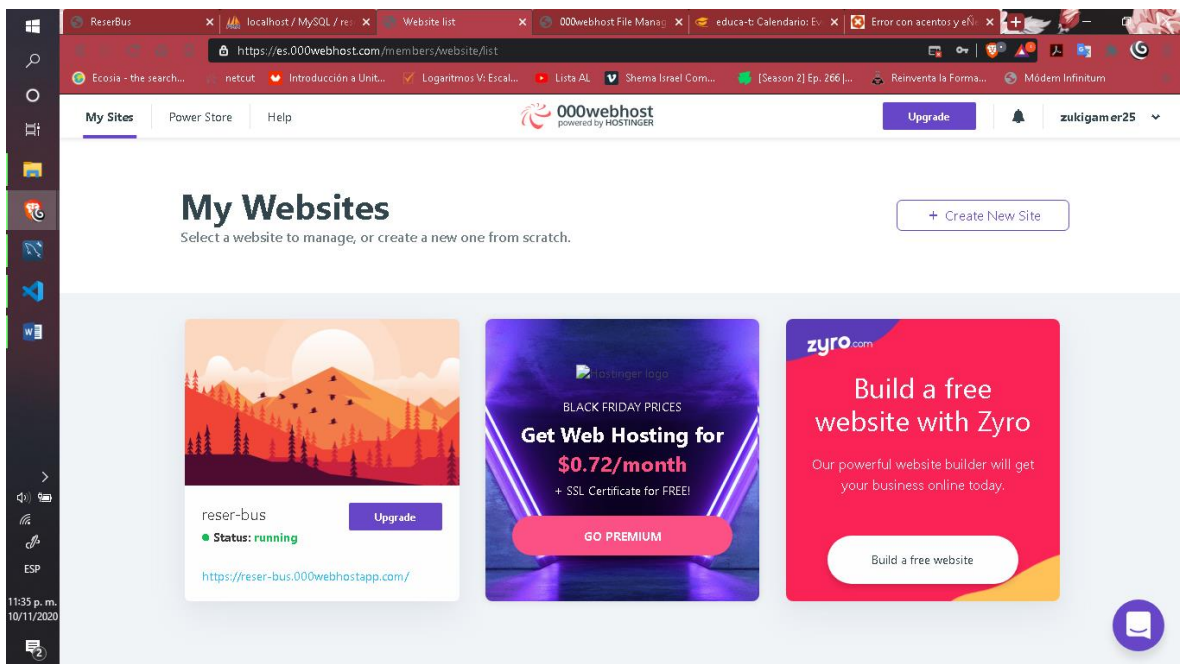 ReserBus
localhost / MySQL / res
Website list
000webhost File Manag
educa-t: Calendario: Ev
Error con acentos y eÑe
https://es.000webhost.com/members/website/list
Ecosia - the search...
netcut
Introducción a Unit...
Logaritmos V: Escal...
Lista AL
Shema Israel Com...
[Season 2] Ep. 266 |...
Reinventa la Forma...
Módem Infinitum
My Sites
Power Store
Help
000webhost
powered by HOSTINGER
Upgrade
zukigamer25
My Websites
Select a website to manage, or create a new one from scratch.
+ Create New Site
reser-bus
Upgrade
Status: running
https://reser-bus.000webhostapp.com/
Hostinger logo
BLACK FRIDAY PRICES
Get Web Hosting for
$0.72/month
+ SSL Certificate for FREE!
GO PREMIUM
zyro.com
Build a free
website with Zyro
Our powerful website builder will get
your business online today.
Build a free website
ESP
11:35 p. m.
10/11/2020
2